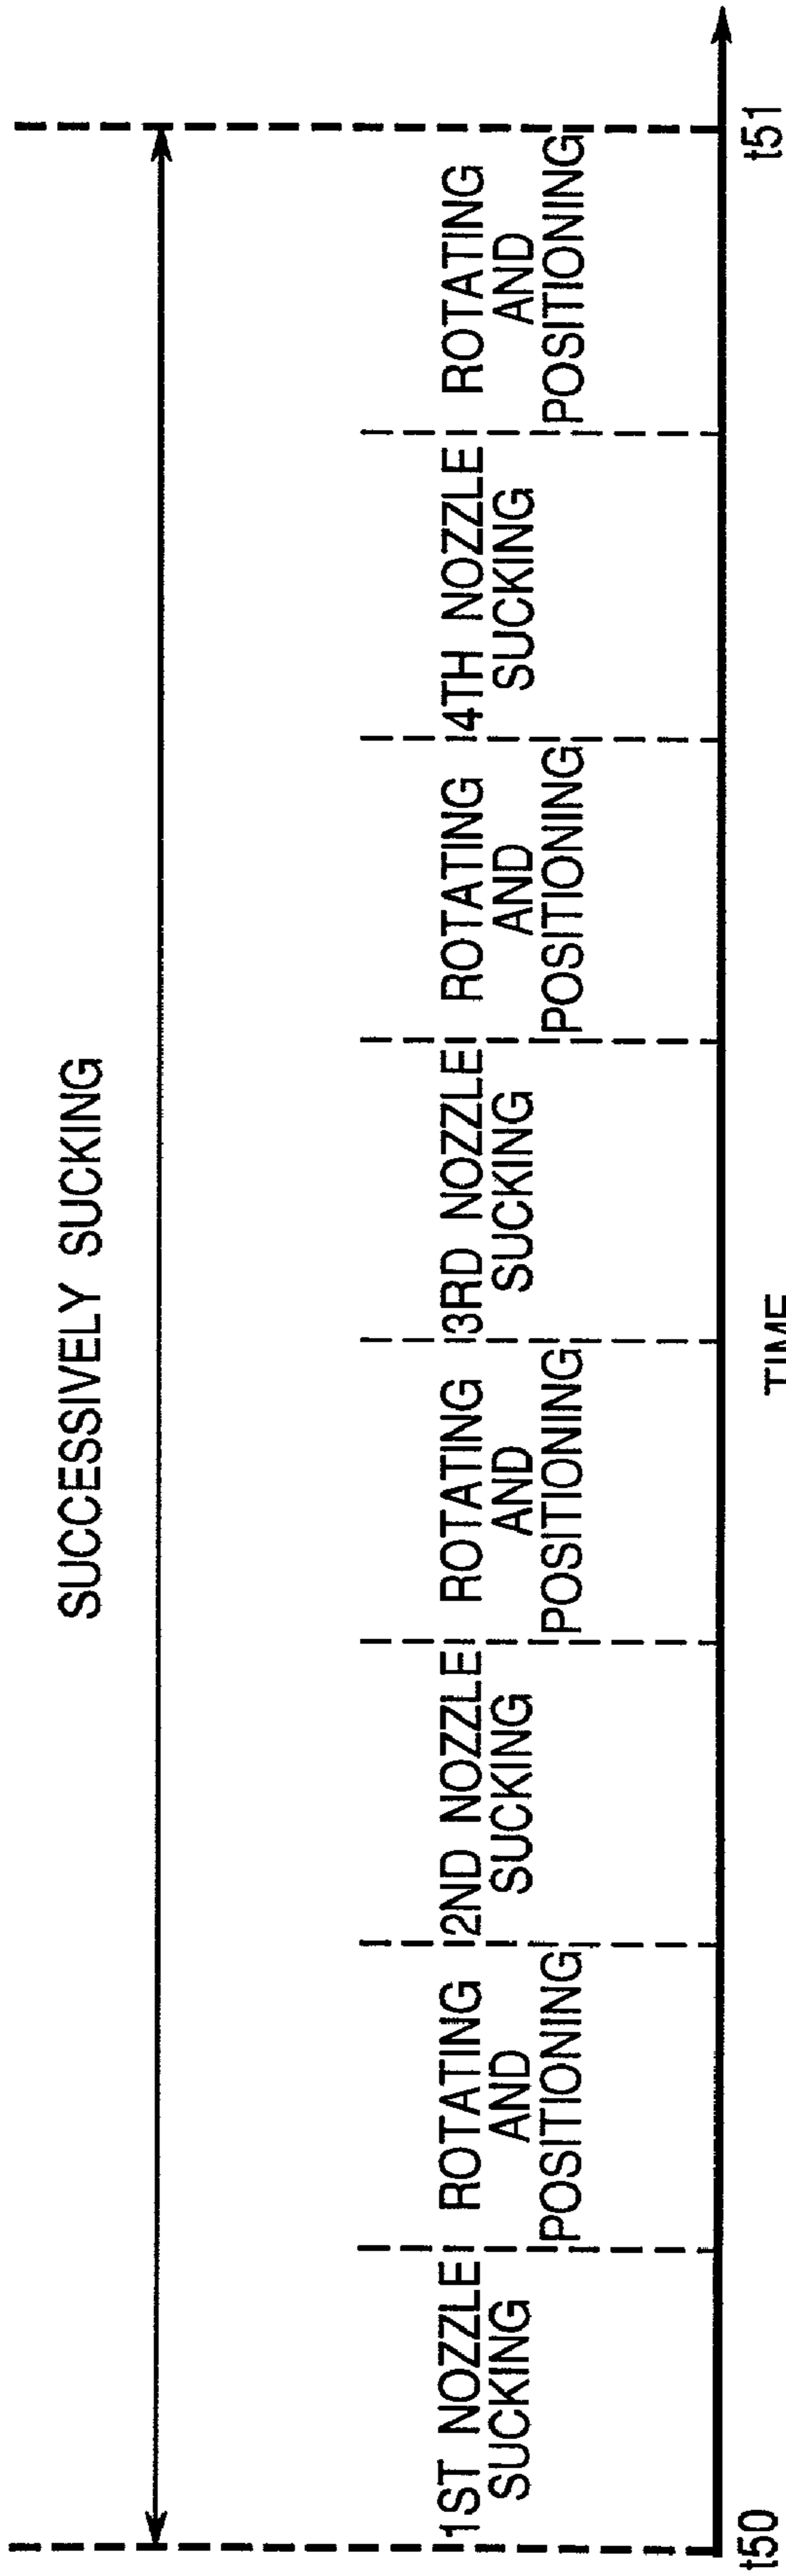 SUCCESSIVELY SUCKING
1ST NOZZLE
SUCKING
ROTATING
AND
POSITIONING
2ND NOZZLE
SUCKING
ROTATING
AND
POSITIONING
3RD NOZZLE
SUCKING
ROTATING
AND
POSITIONING
4TH NOZZLE
SUCKING
ROTATING
AND
POSITIONING
t50
t51
TIME